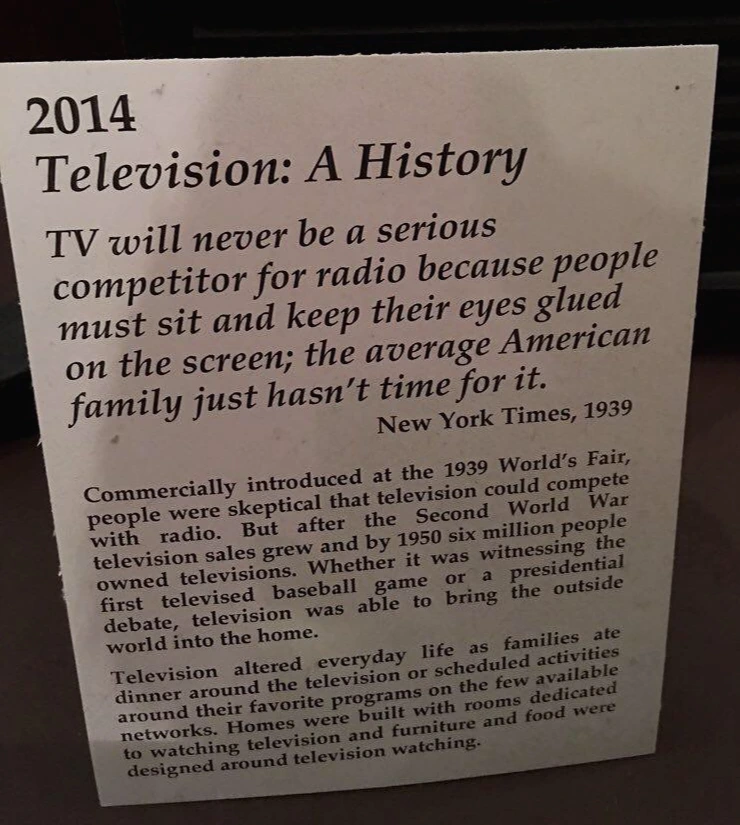 2014
Television: A History
TV will never be a serious
competitor for radio because people
must sit and keep their eyes glued
on the screen; the average American
family just hasn't time for it.
New York Times, 1939
Commercially introduced at the 1939 World's Fair,
people were skeptical that television could compete
with radio. But after the Second World War
television sales grew and by 1950 six million people
owned televisions. Whether it was witnessing the
first televised baseball game or a presidential
debate, television was able to bring the outside
world into the home.
Television altered everyday life as families ate
dinner around the television or scheduled activities
around their favorite programs on the few available
networks. Homes were built with rooms dedicated
to watching television and furniture and food were
designed around television watching.